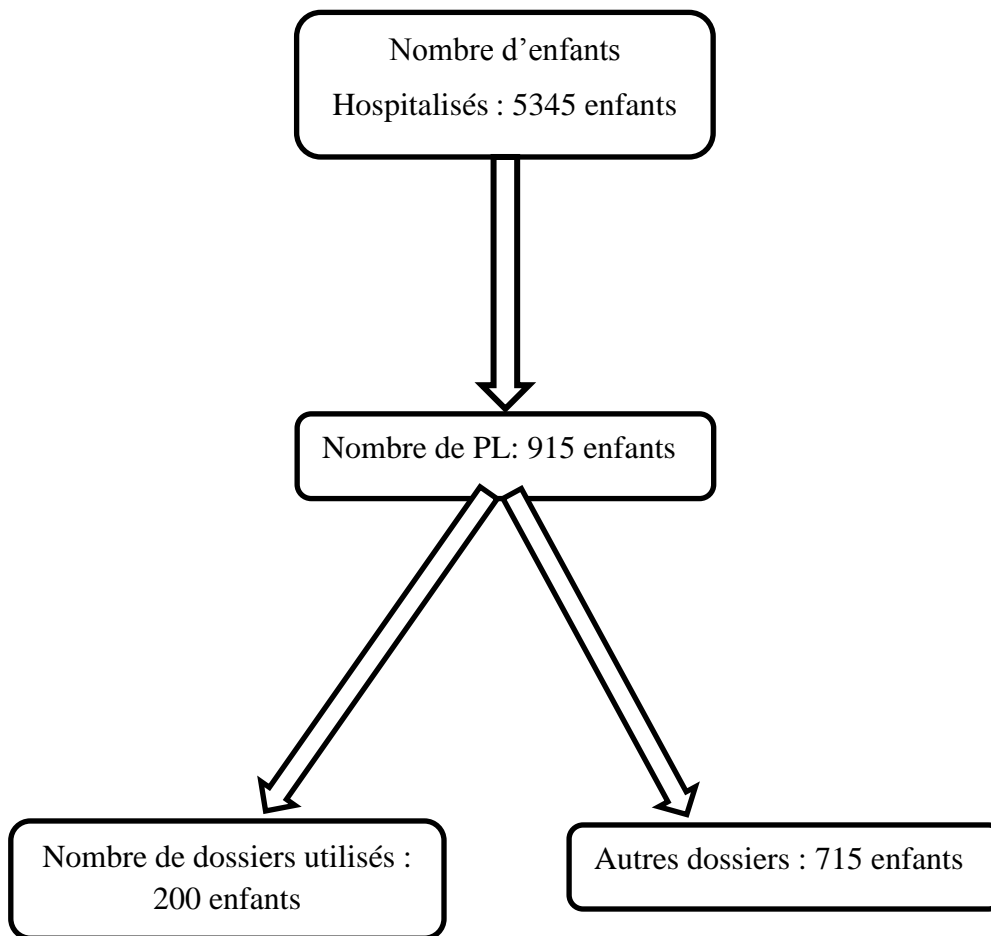 Nombre d’enfants
Hospitalisés : 5345 enfants
Nombre de PL: 915 enfants
Nombre de dossiers utilisés :
200 enfants
Autres dossiers : 715 enfants